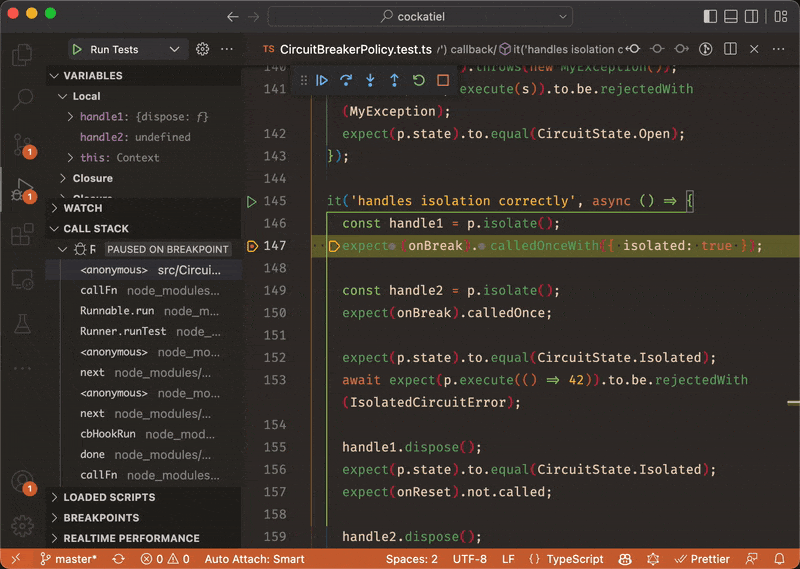 cockatiel
Run Tests
TS CircuitBreakerPolicy.test.ts ') callback/ it('handles isolation c
VARIABLES
Local
handle1: {dispose: ƒ}
handle2: undefined
this: Context
Closure
WATCH
CALL STACK
R PAUSED ON BREAKPOINT
<anonymous> src/Circui...
callFn node_modules...
Runnable.run node_m...
Runner.runTest node_...
<anonymous> node_mo...
next node_modules/...
<anonymous> node_mo...
next node_modules/...
cbHookRun node_mod...
done node_modules/...
callFn node_modules...
LOADED SCRIPTS
BREAKPOINTS
REALTIME PERFORMANCE
1
1
1
140 ).throws(new MyException());
141 execute(s)).to.be.rejectedWith
(MyException);
142 expect(p.state).to.equal(CircuitState.Open);
143 });
144
145 it('handles isolation correctly', async () => {
146 const handle1 = p.isolate();
147 expect(onBreak).calledOnceWith({ isolated: true });
148
149 const handle2 = p.isolate();
150 expect(onBreak).calledOnce;
151
152 expect(p.state).to.equal(CircuitState.Isolated);
153 await expect(p.execute(() => 42)).to.be.rejectedWith
(IsolatedCircuitError);
154
155 handle1.dispose();
156 expect(p.state).to.equal(CircuitState.Isolated);
157 expect(onReset).not.called;
158
159 handle2.dispose();
master* 0 0 Auto Attach: Smart Spaces: 2 UTF-8 LF {} TypeScript Prettier